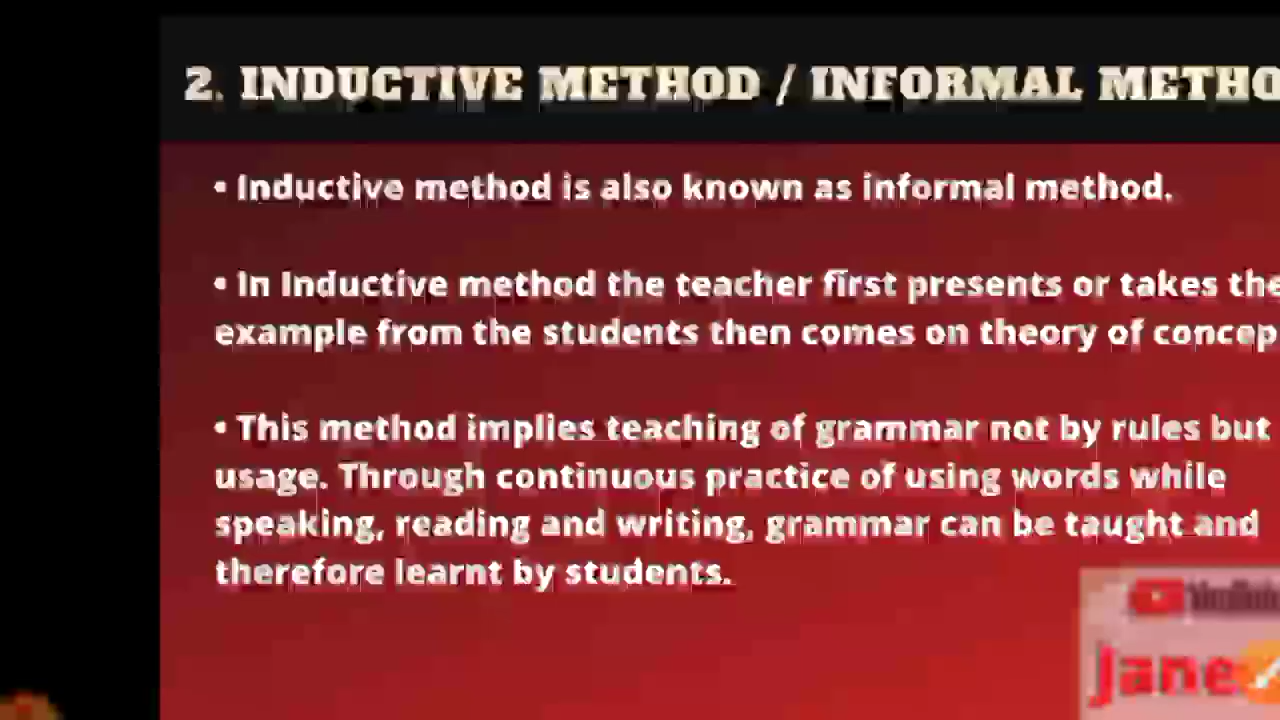 2. INDUCTIVE METHOD / INFORMAL METHO
• Inductive method is also known as informal method.
• In Inductive method the teacher first presents or takes the
example from the students then comes on theory of concep
• This method implies teaching of grammar not by rules but
usage. Through continuous practice of using words while
speaking, reading and writing, grammar can be taught and
therefore learnt by students.
YouTube
Jane